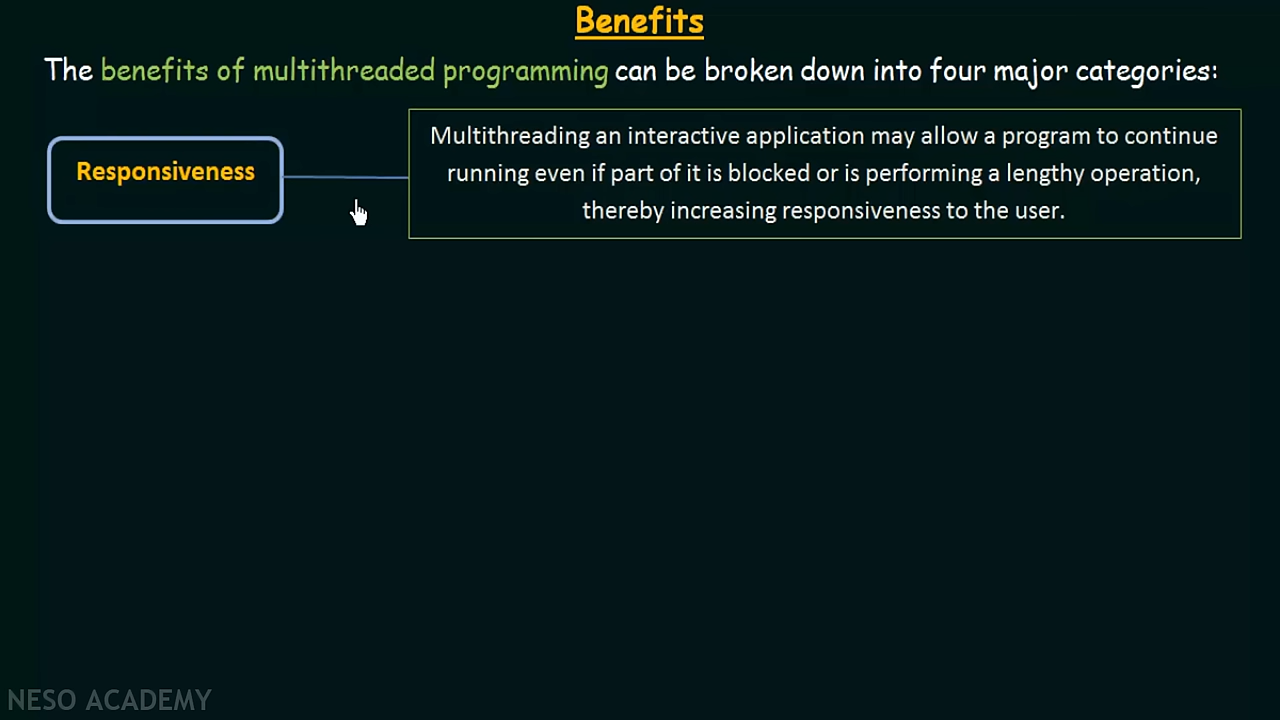 Benefits
The benefits of multithreaded programming can be broken down into four major categories:
Responsiveness
Multithreading an interactive application may allow a program to continue
running even if part of it is blocked or is performing a lengthy operation,
thereby increasing responsiveness to the user.
NESO ACADEMY